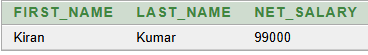 FIRST_NAME LAST_NAME NET_SALARY
Kiran Kumar 99000